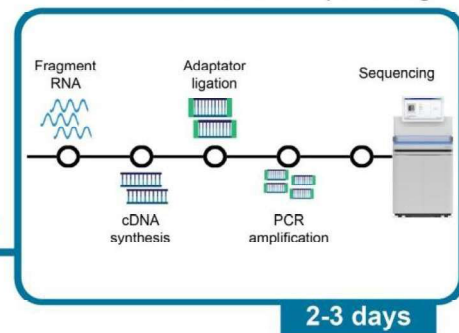 Fragment
RNA
Adaptator
ligation
Sequencing
cDNA
synthesis
PCR
amplification
2-3 days